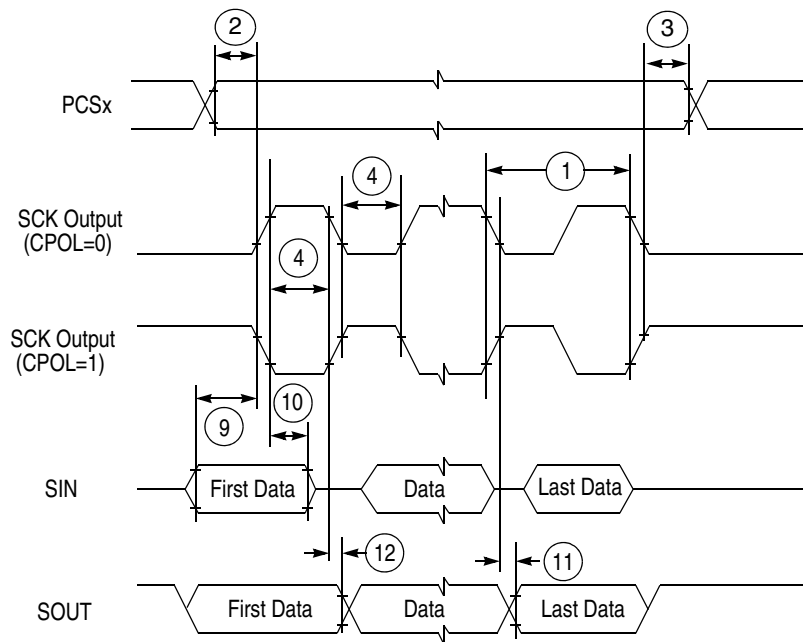 2
3
PCSx
4
1
SCK Output
(CPOL=0)
4
SCK Output
(CPOL=1)
9
10
SIN
First Data
Data
Last Data
12
11
SOUT
First Data
Data
Last Data